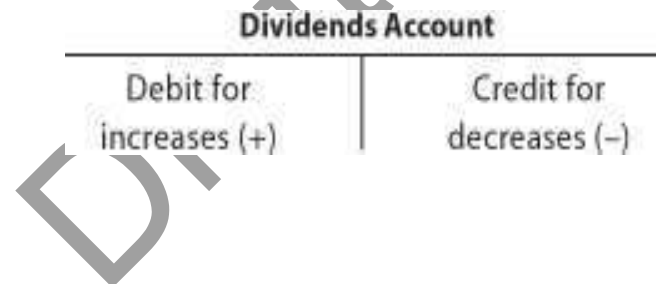 Dividends Account
Debit for Credit for
increases (+) decreases (–)